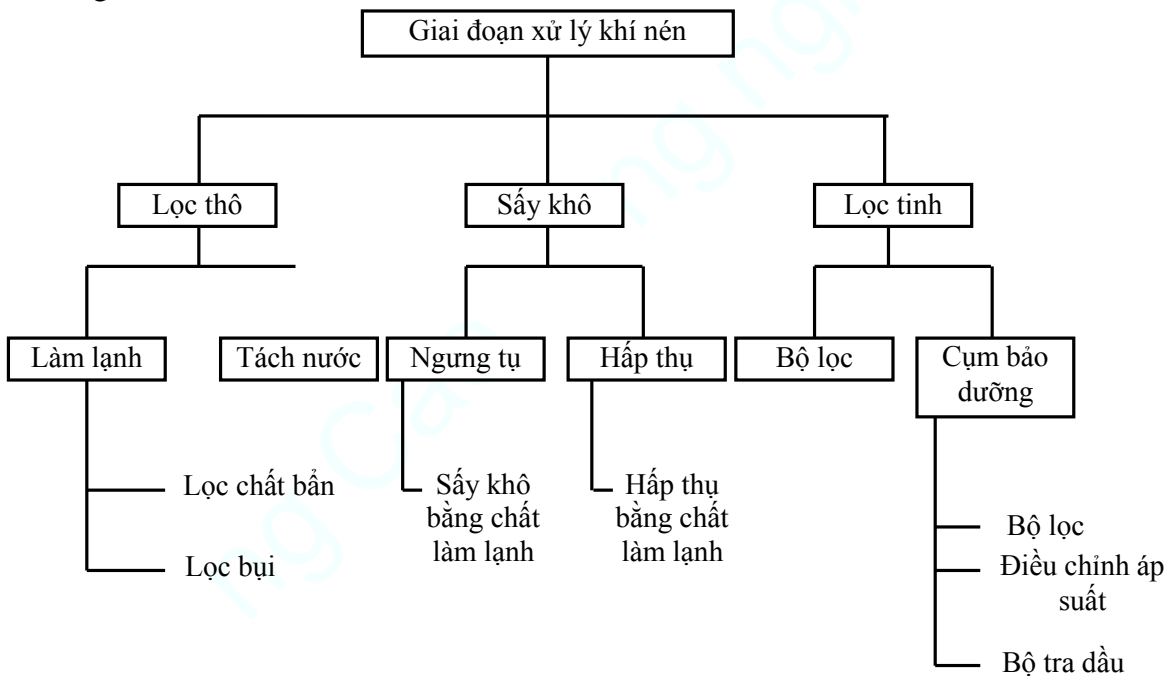 Giai đoạn xử lý khí nén
Lọc thô
Sấy khô
Lọc tinh
Làm lạnh
Tách nước
Ngưng tụ
Hấp thụ
Bộ lọc
Cụm bảo
dưỡng
Lọc chất bẩn
Lọc bụi
Sấy khô
bằng chất
làm lạnh
Hấp thụ
bằng chất
làm lạnh
Bộ lọc
Điều chỉnh áp
suất
Bộ tra dầu